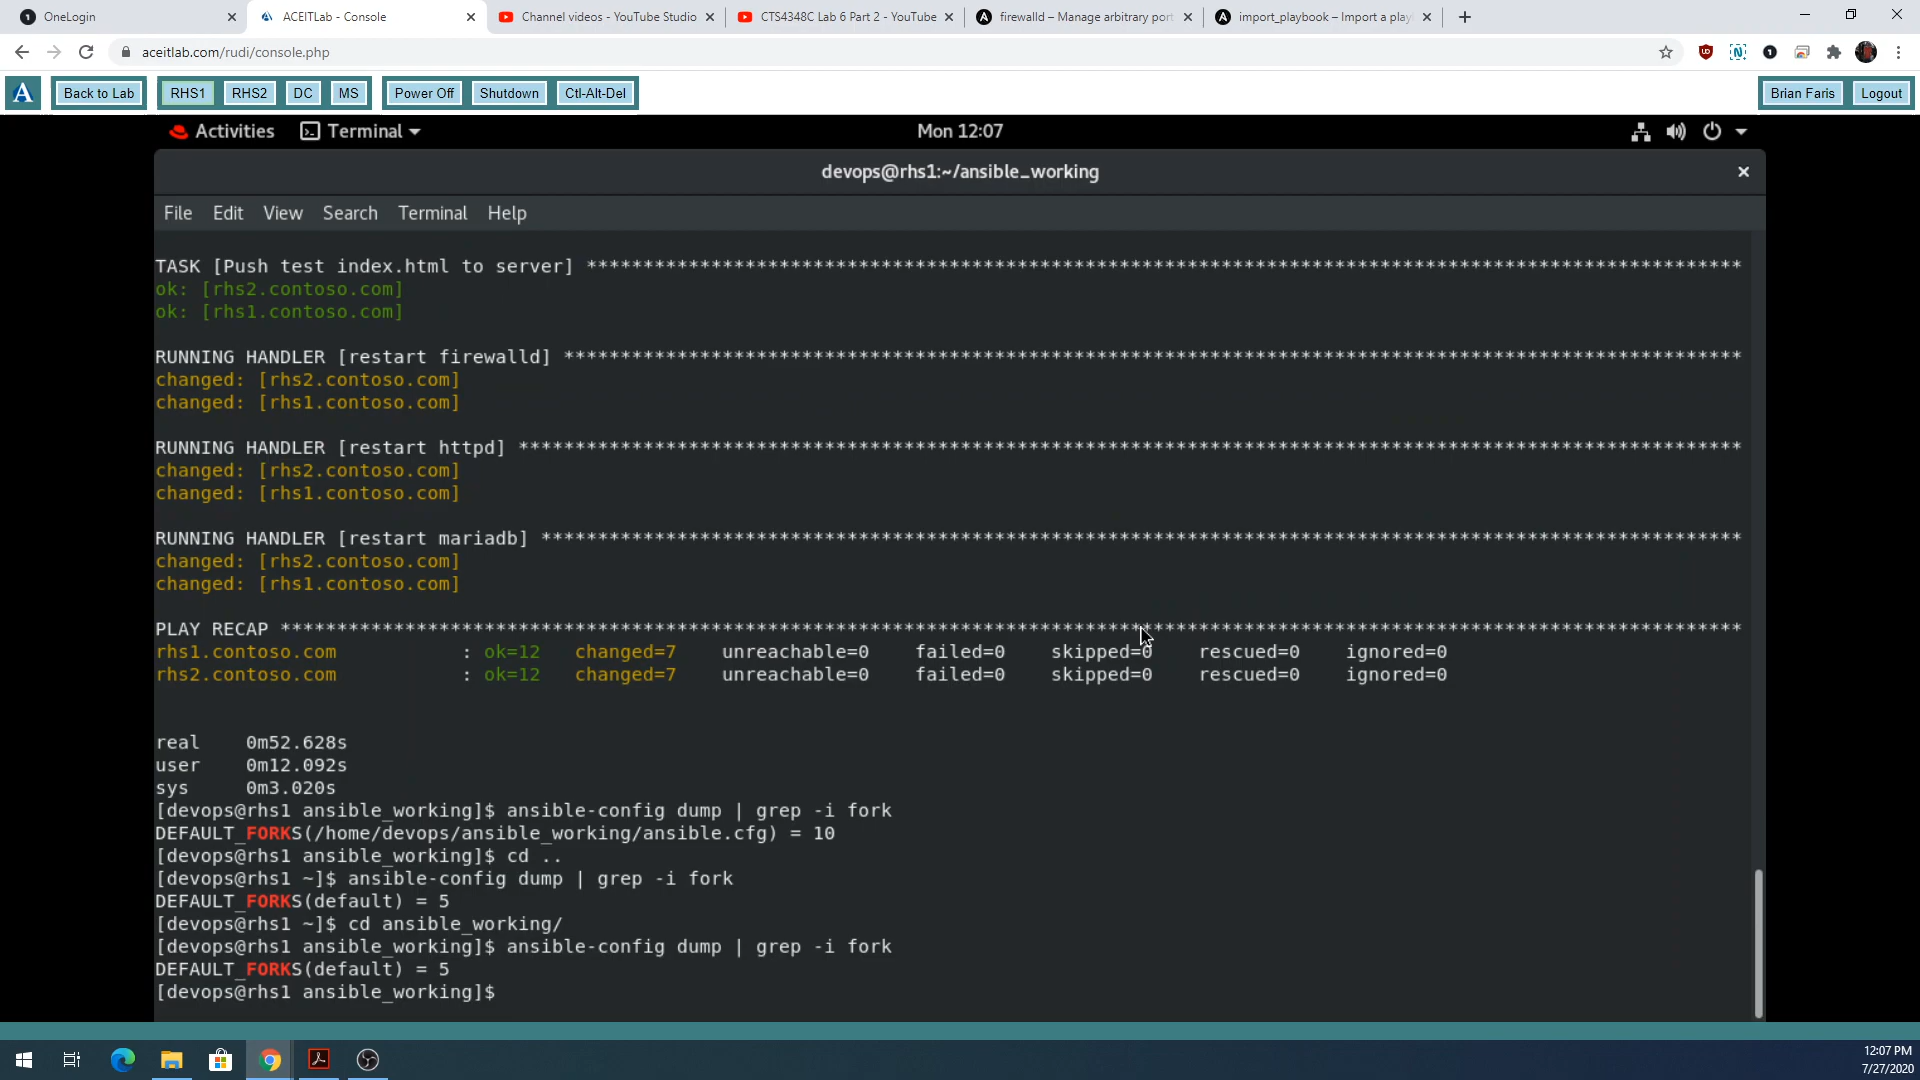 OneLogin
ACEITLab - Console
Channel videos - YouTube Studio
CTS4348C Lab 6 Part 2 - YouTube
firewalld – Manage arbitrary port
import_playbook – Import a play
aceitlab.com/rudi/console.php
Back to Lab RHS1 RHS2 DC MS Power Off Shutdown Ctl-Alt-Del Brian Faris Logout
Activities Terminal Mon 12:07
devops@rhs1:~/ansible_working
File Edit View Search Terminal Help
TASK [Push test index.html to server] ******************************************************************************************************
ok: [rhs2.contoso.com]
ok: [rhs1.contoso.com]
RUNNING HANDLER [restart firewalld] ********************************************************************************************************
changed: [rhs2.contoso.com]
changed: [rhs1.contoso.com]
RUNNING HANDLER [restart httpd] ************************************************************************************************************
changed: [rhs2.contoso.com]
changed: [rhs1.contoso.com]
RUNNING HANDLER [restart mariadb] **********************************************************************************************************
changed: [rhs2.contoso.com]
changed: [rhs1.contoso.com]
PLAY RECAP *********************************************************************************************************************************
rhs1.contoso.com : ok=12 changed=7 unreachable=0 failed=0 skipped=0 rescued=0 ignored=0
rhs2.contoso.com : ok=12 changed=7 unreachable=0 failed=0 skipped=0 rescued=0 ignored=0
real 0m52.628s
user 0m12.092s
sys 0m3.020s
[devops@rhs1 ansible_working]$ ansible-config dump | grep -i fork
DEFAULT_FORKS(/home/devops/ansible_working/ansible.cfg) = 10
[devops@rhs1 ansible_working]$ cd ..
[devops@rhs1 ~]$ ansible-config dump | grep -i fork
DEFAULT_FORKS(default) = 5
[devops@rhs1 ~]$ cd ansible_working/
[devops@rhs1 ansible_working]$ ansible-config dump | grep -i fork
DEFAULT_FORKS(default) = 5
[devops@rhs1 ansible_working]$
12:07 PM
7/27/2020